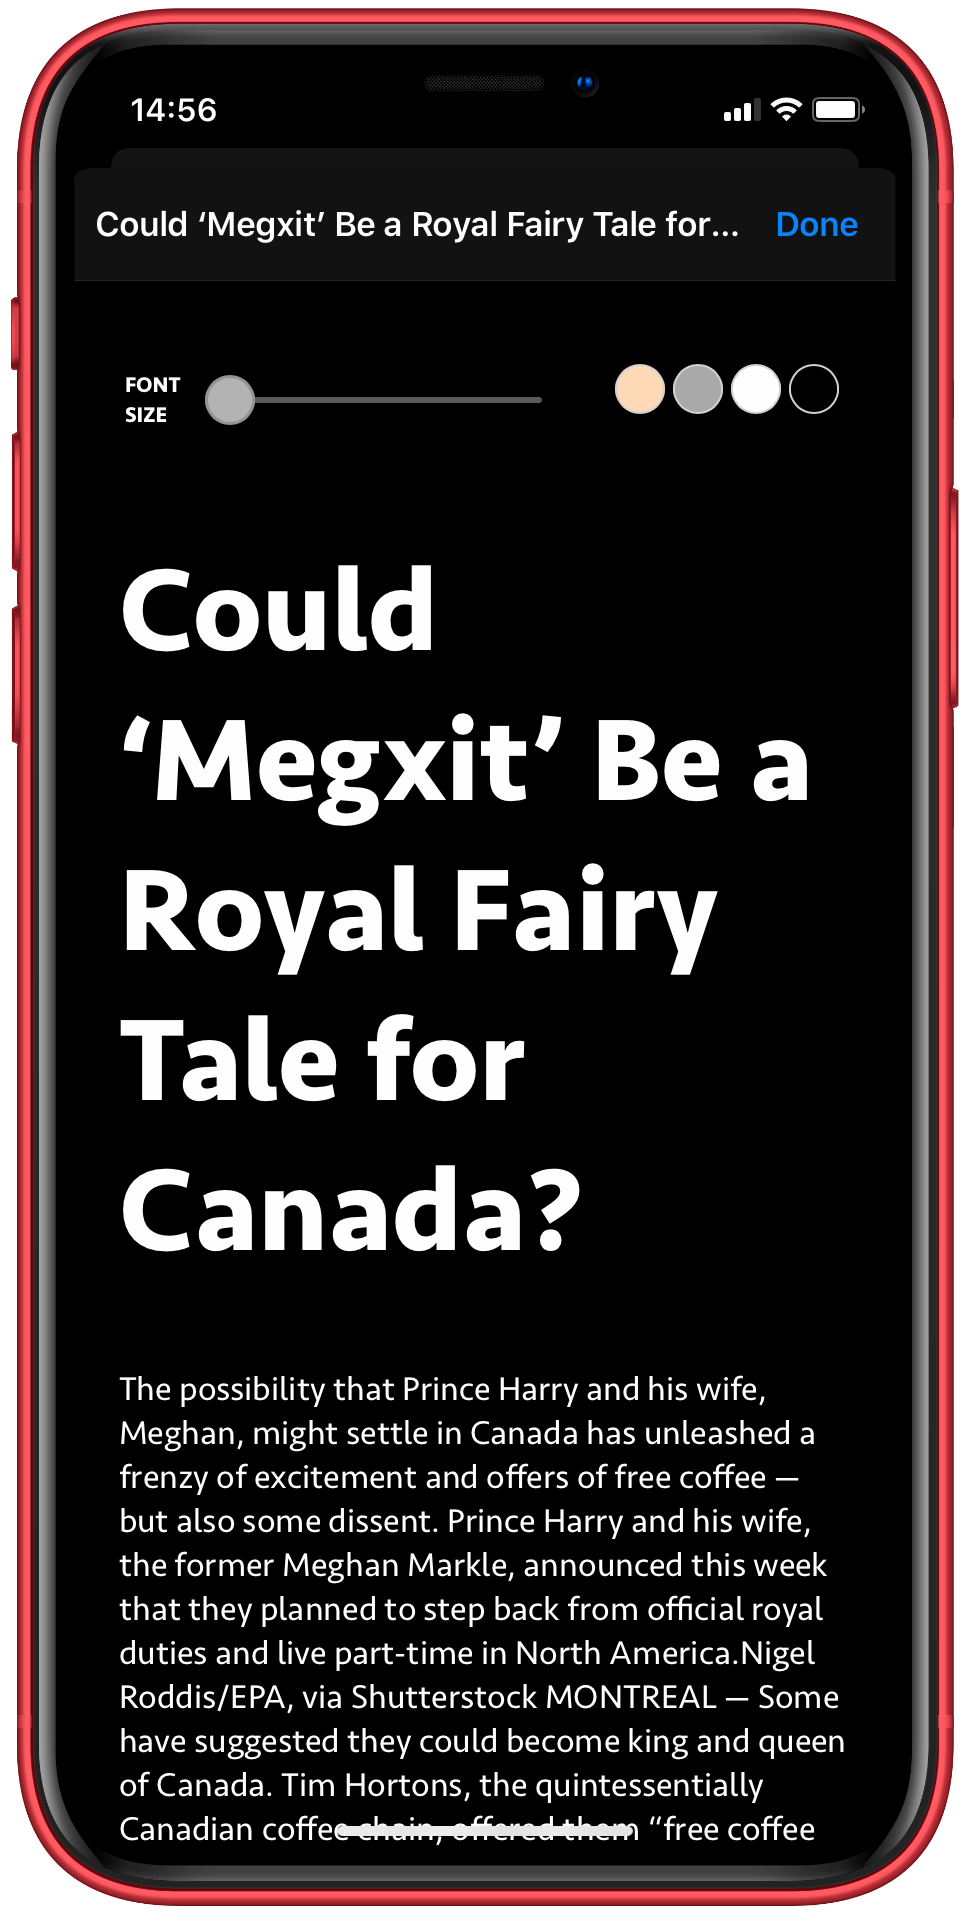 14:56
Could ‘Megxit’ Be a Royal Fairy Tale for...
Done
FONT
SIZE
Could
‘Megxit’ Be a
Royal Fairy
Tale for
Canada?
The possibility that Prince Harry and his wife,
Meghan, might settle in Canada has unleashed a
frenzy of excitement and offers of free coffee —
but also some dissent. Prince Harry and his wife,
the former Meghan Markle, announced this week
that they planned to step back from official royal
duties and live part-time in North America.Nigel
Roddis/EPA, via Shutterstock MONTREAL — Some
have suggested they could become king and queen
of Canada. Tim Hortons, the quintessentially
Canadian coffee chain, offered them “free coffee